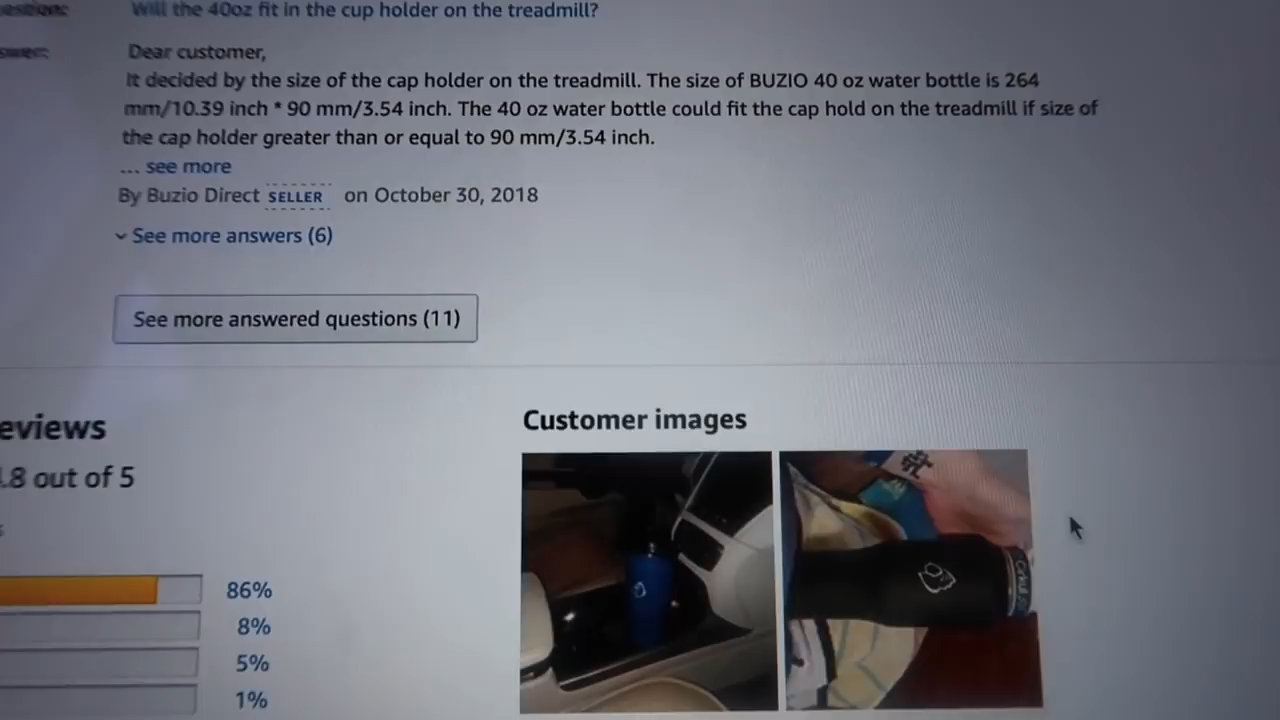 Will the 40oz fit in the cup holder on the treadmill?
Dear customer,
It decided by the size of the cap holder on the treadmill. The size of BUZIO 40 oz water bottle is 264
mm/10.39 inch * 90 mm/3.54 inch. The 40 oz water bottle could fit the cap hold on the treadmill if size of
the cap holder greater than or equal to 90 mm/3.54 inch.
... see more
By Buzio Direct SELLER on October 30, 2018
See more answers (6)
See more answered questions (11)
eviews
Customer images
.8 out of 5
86%
8%
5%
1%